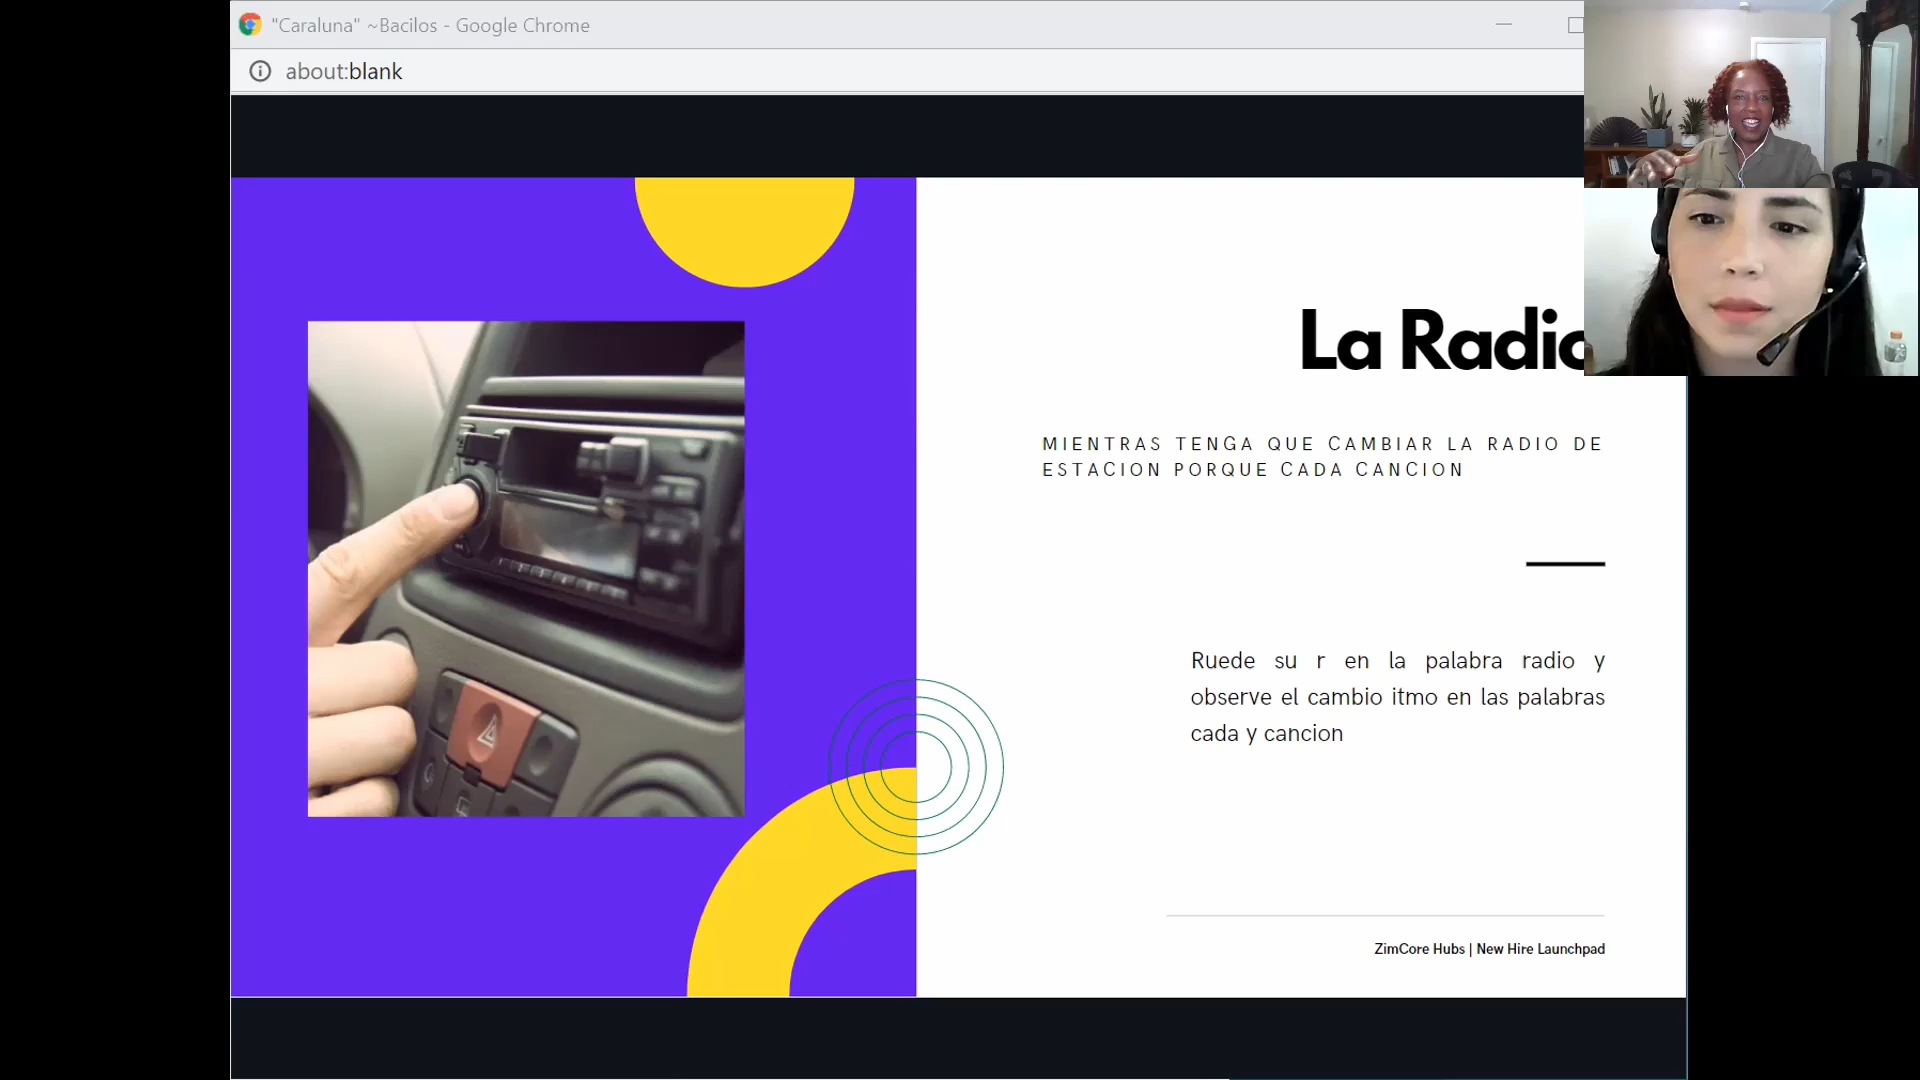 "Caraluna" ~Bacilos - Google Chrome
about:blank
La Radio
MIENTRAS TENGA QUE CAMBIAR LA RADIO DE
ESTACION PORQUE CADA CANCION
Ruede su r en la palabra radio y
observe el cambio itmo en las palabras
cada y cancion
ZimCore Hubs | New Hire Launchpad